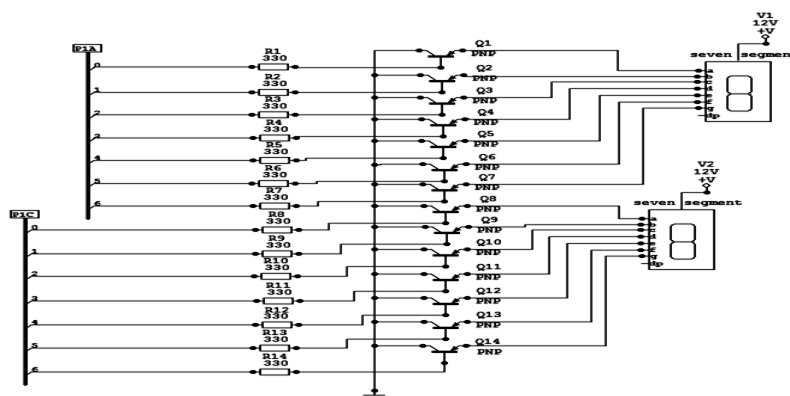 V1
12V
+V
seven segmen
a
b
c
d
e
f
g
dp
P1A
0
1
2
3
4
5
6
R1
330
R2
330
R3
330
R4
330
R5
330
R6
330
R7
330
Q1
PNP
Q2
PNP
Q3
PNP
Q4
PNP
Q5
PNP
Q6
PNP
Q7
PNP
V2
12V
+V
seven segment
a
b
c
d
e
f
g
dp
P1C
0
1
2
3
4
5
6
R8
330
R9
330
R10
330
R11
330
R12
330
R13
330
R14
330
Q8
PNP
Q9
PNP
Q10
PNP
Q11
PNP
Q12
PNP
Q13
PNP
Q14
PNP